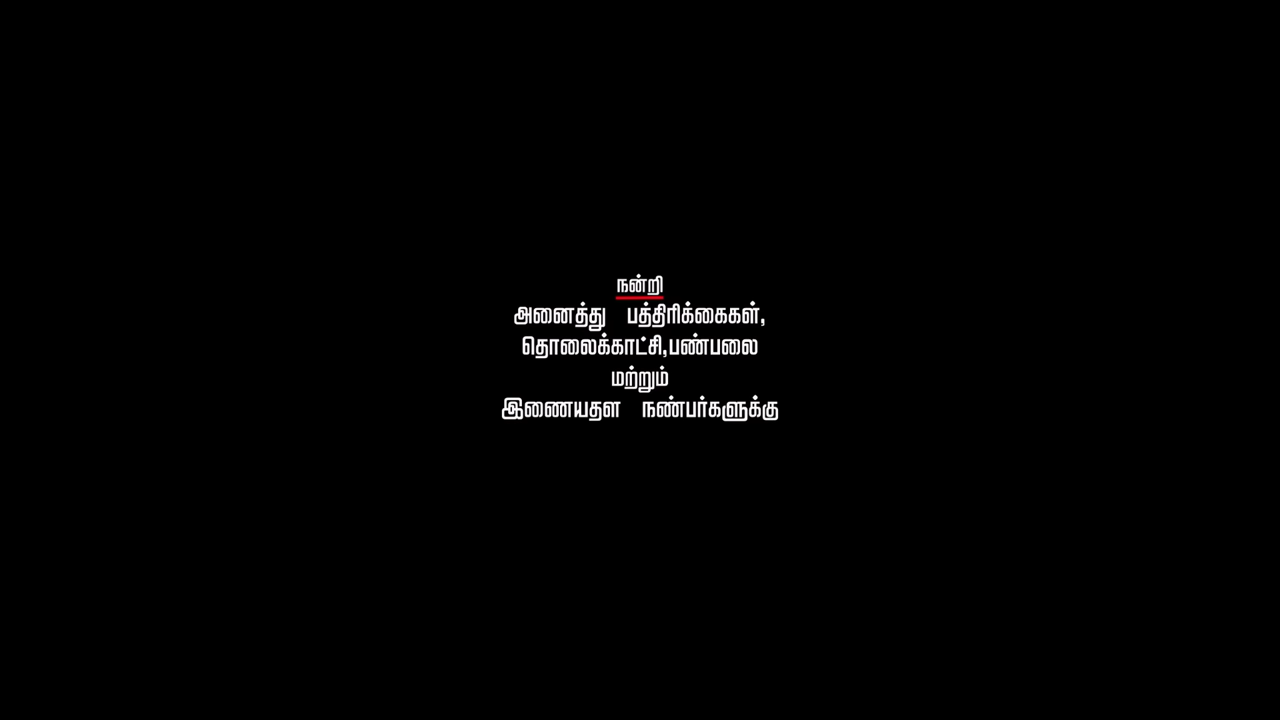 நன்றி
அனைத்து பத்திரிக்கைகள்,
தொலைக்காட்சி,பண்பலை
மற்றும்
இணையதள நண்பர்களுக்கு